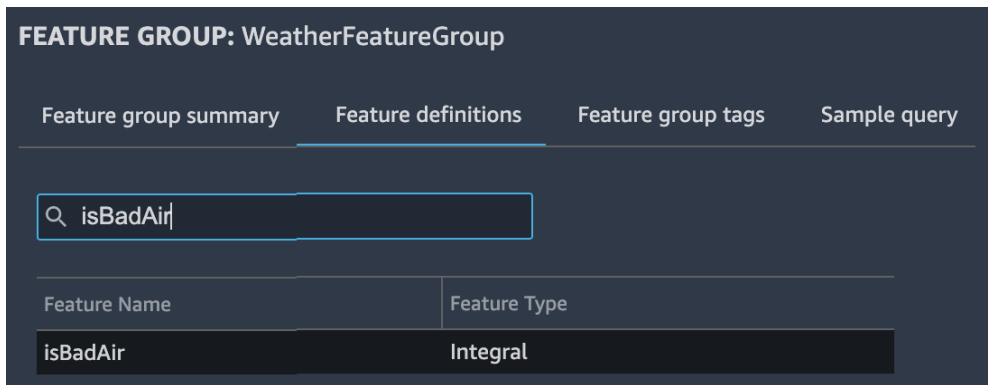 FEATURE GROUP: WeatherFeatureGroup
Feature group summary Feature definitions Feature group tags Sample query
isBadAir
Feature Name Feature Type
isBadAir Integral